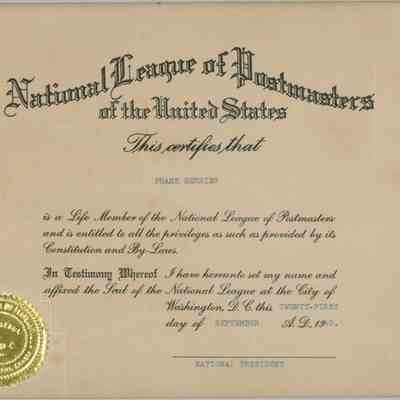 National League of Postmasters
of the United States
This certifies that
FRANK
is a Life Member of the National League of Postmasters
and is entitled to all the privileges as such as provided by its
Constitution and By-Laws.
In Testimony Whereof I have hereunto set my name and
affixed the Seal of the National League at the City of
Washington, D.C. this TWENTY-FIRST
day of SEPTEMBER A.D. 19
NATIONAL PRESIDENT